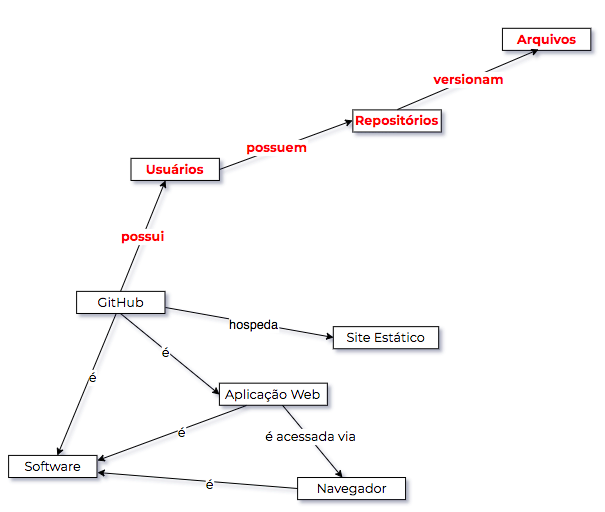 Arquivos
versionam
Repositórios
possuem
Usuários
possui
GitHub
hospeda
Site Estático
é
é
Aplicação Web
é
é acessada via
Software
é
Navegador